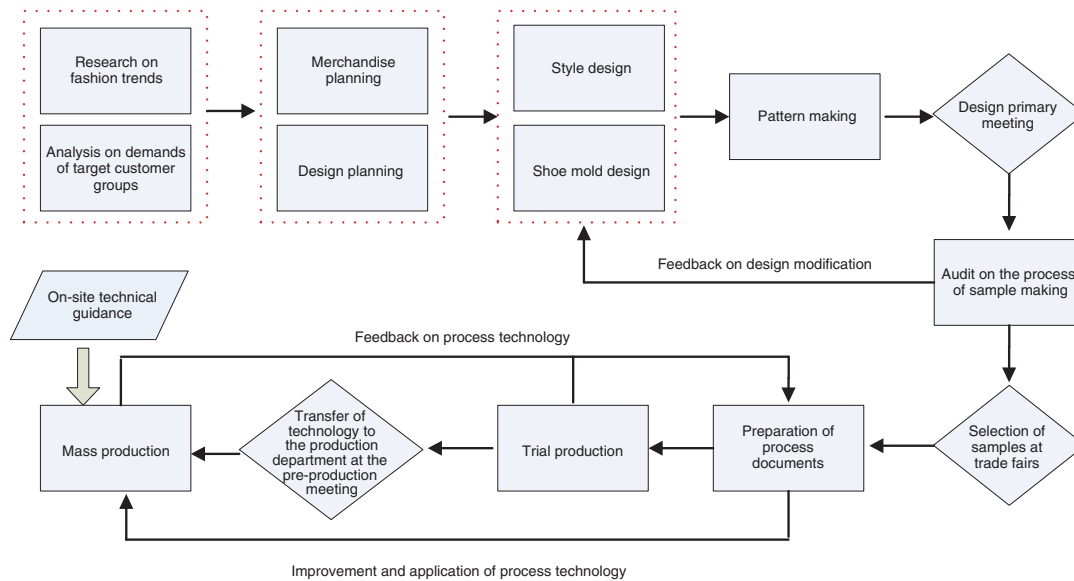 Research on
fashion trends
Analysis on demands
of target customer
groups
Merchandise
planning
Design planning
Style design
Shoe mold design
Pattern making
Design primary
meeting
Feedback on design modification
Audit on the process
of sample making
On-site technical
guidance
Feedback on process technology
Mass production
Transfer of
technology to
the production
department at the
pre-production
meeting
Trial production
Preparation of
process
documents
Selection of
samples at
trade fairs
Improvement and application of process technology